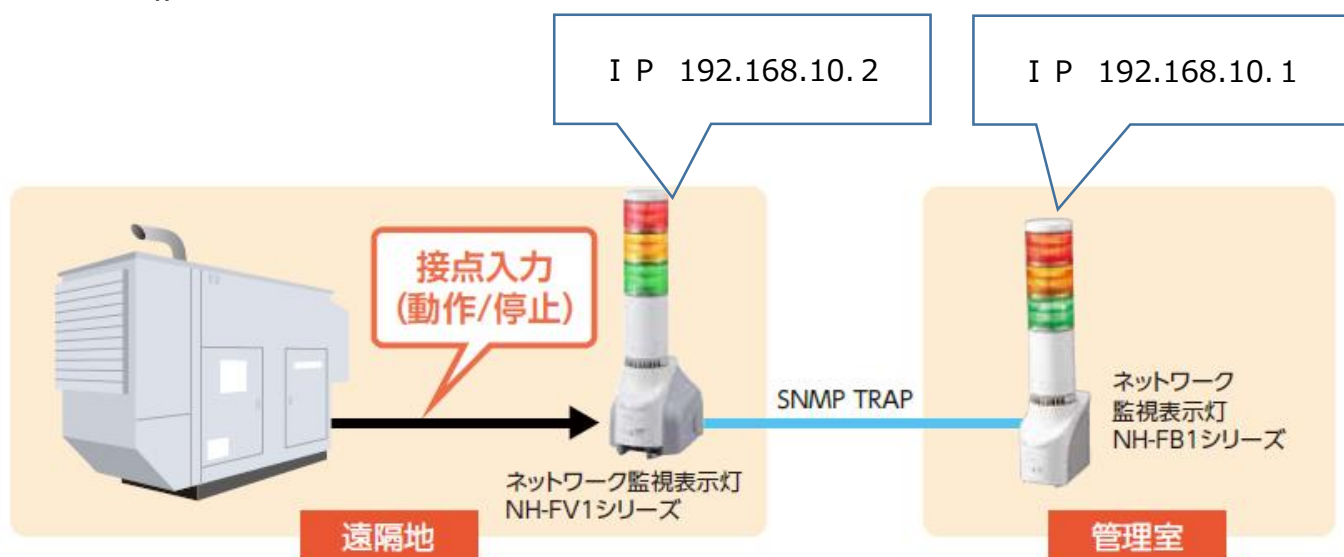 ＩＰ 192.168.10.2
ＩＰ 192.168.10.1
接点入力
(動作/停止)
SNMP TRAP
ネットワーク
監視表示灯
NH-FB1シリーズ
ネットワーク監視表示灯
NH-FV1シリーズ
遠隔地
管理室